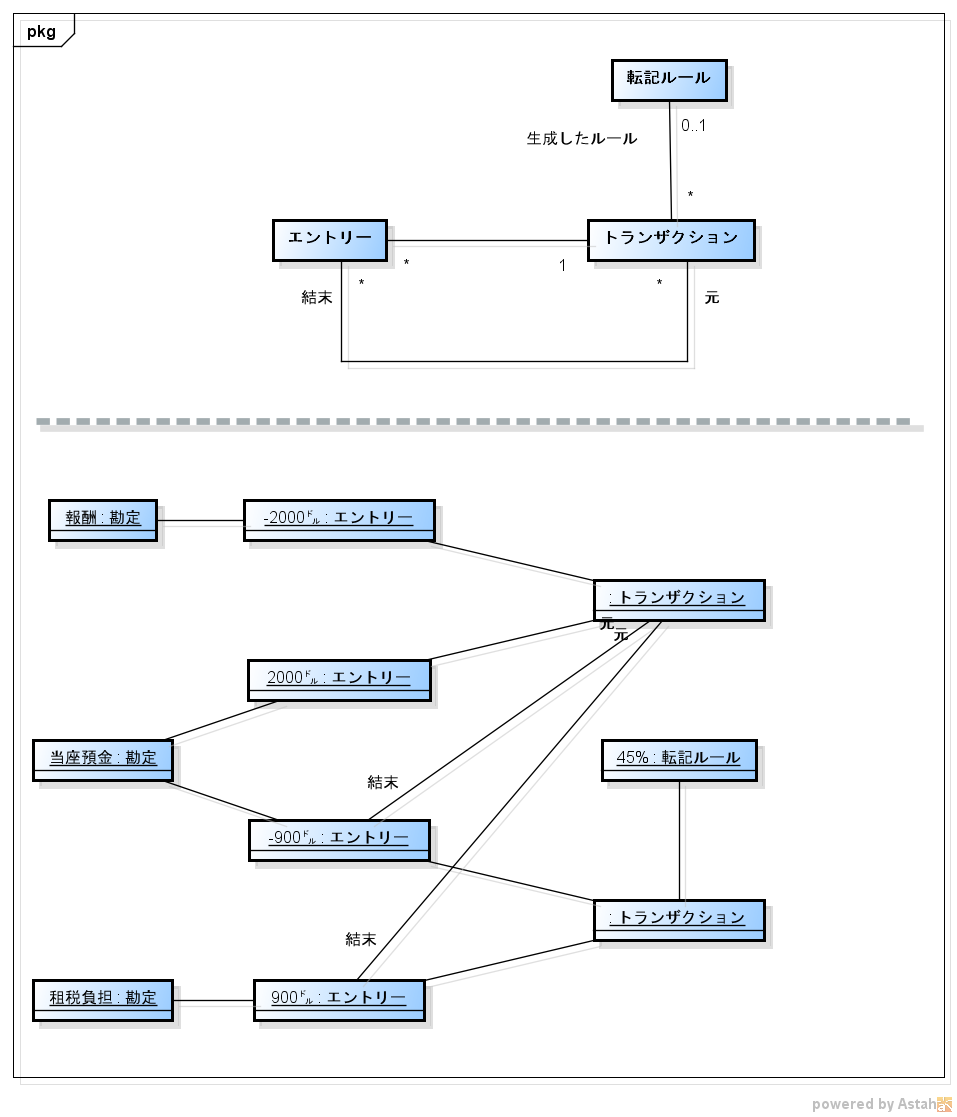 pkg
転記ルール
0..1
生成したルール
*
エントリー
トランザクション
*
1
*
*
結末
元
報酬 : 勘定
-2000㌦ : エントリー
: トランザクション
元
元
2000㌦ : エントリー
当座預金 : 勘定
45% : 転記ルール
結末
-900㌦ : エントリー
: トランザクション
結末
租税負担 : 勘定
900㌦ : エントリー
powered by Astah